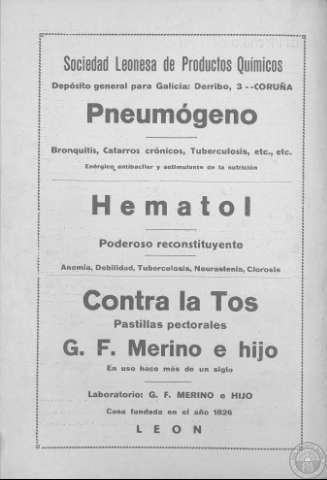 Sociedad Leonesa de Productos Químicos
Depósito general para Galicia: Derribo, 3 --CORUÑA
Pneumógeno
Bronquitis, Catarros crónicos, Tuberculosis, etc., etc.
Enérgico antibacilar y estimulante de la nutrición
Hematol
Poderoso reconstituyente
Anemia, Debilidad, Tuberculosis, Neurastenia, Clorosis
Contra la Tos
Pastillas pectorales
G. F. Merino e hijo
En uso hace más de un siglo
Laboratorio: G. F. MERINO e HIJO
Casa fundada en el año 1826
LEON